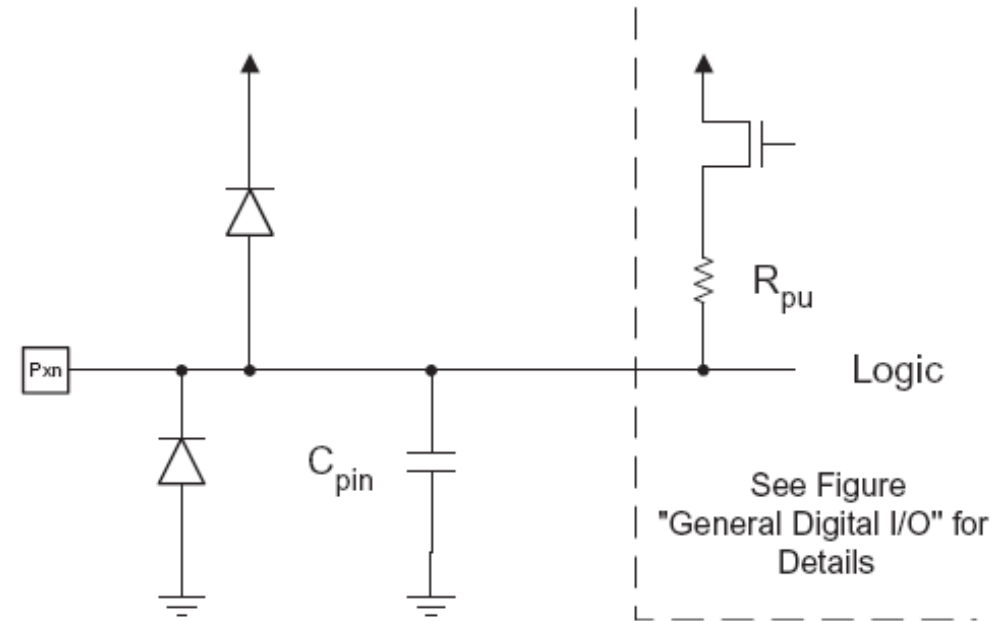 Rpu
Pxn
Logic
Cpin
See Figure
"General Digital I/O" for
Details